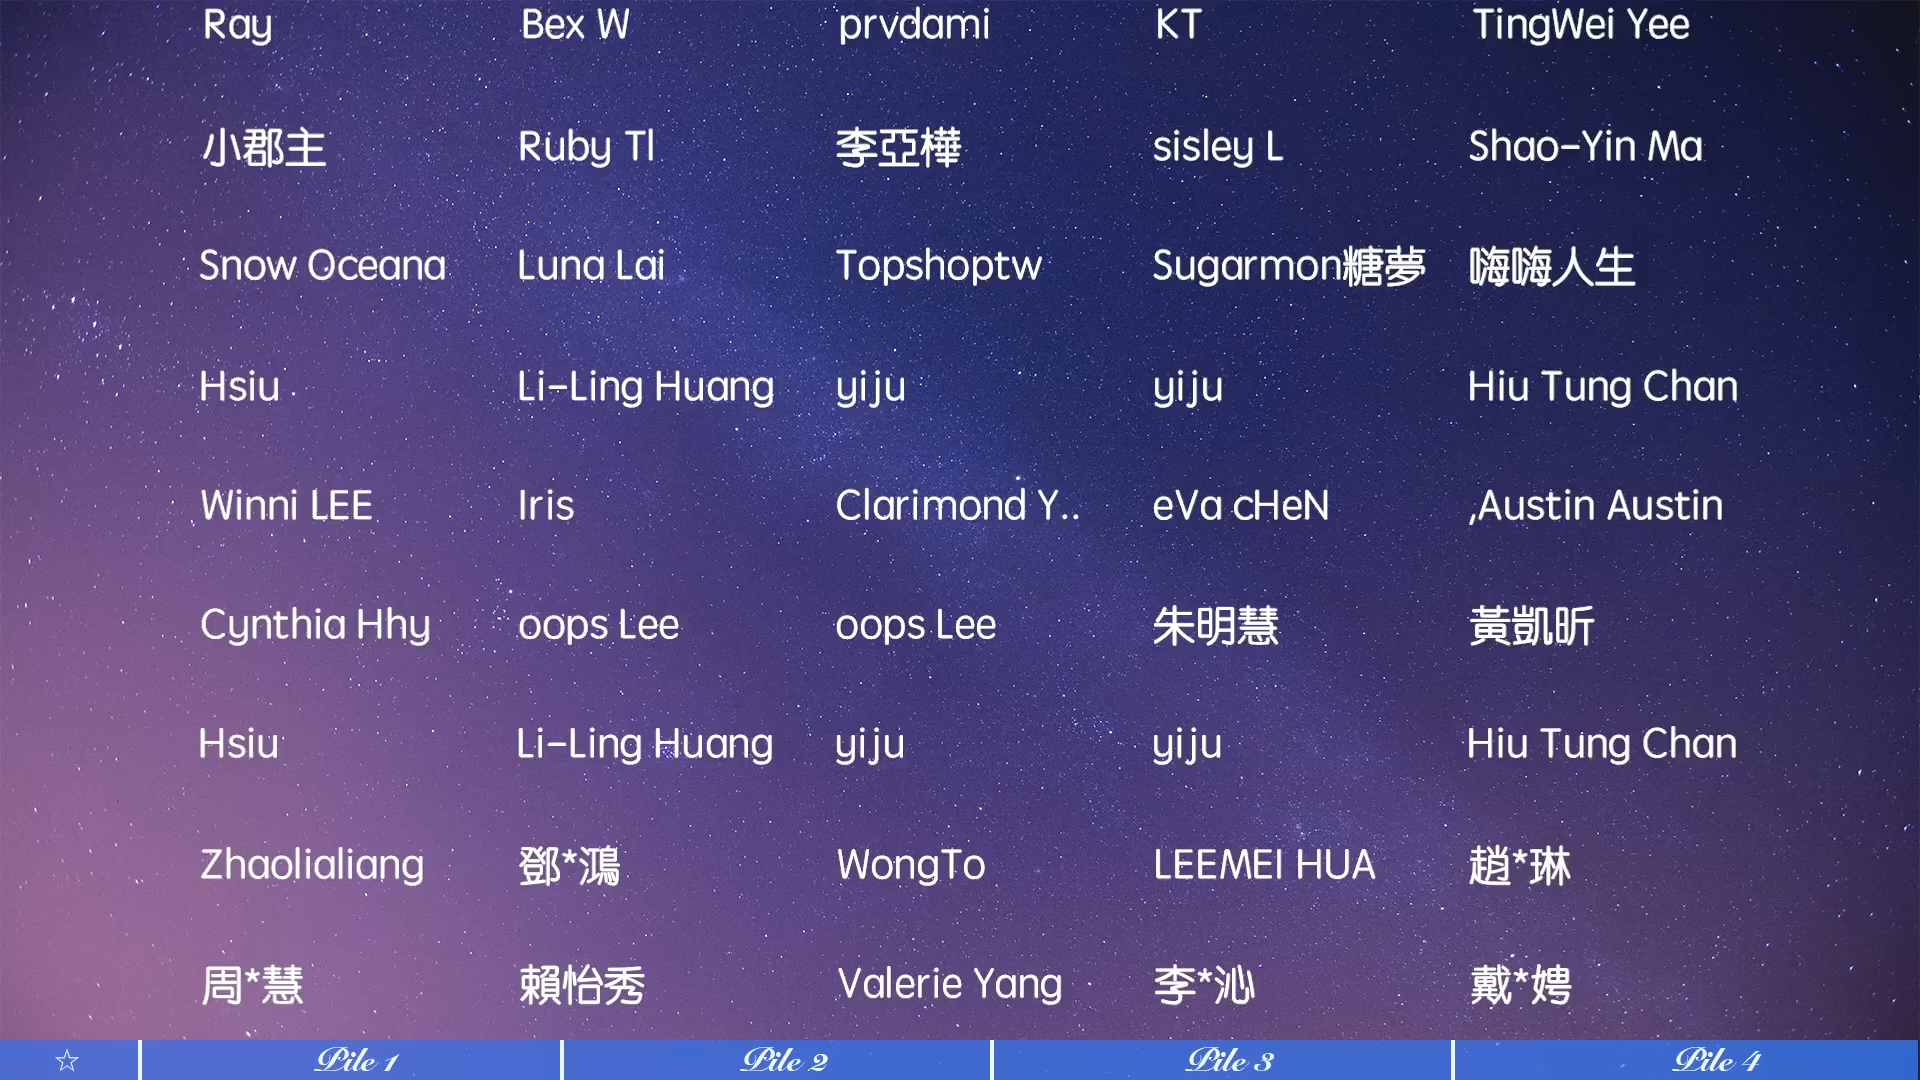 Ray Bex W prvdami KT TingWei Yee
小郡主 Ruby Tl 李亞樺 sisley L Shao-Yin Ma
Snow Oceana Luna Lai Topshoptw Sugarmon糖夢 嗨嗨人生
Hsiu Li-Ling Huang yiju yiju Hiu Tung Chan
Winni LEE Iris Clarimond Y.. eVa cHeN ,Austin Austin
Cynthia Hhy oops Lee oops Lee 朱明慧 黃凱昕
Hsiu Li-Ling Huang yiju yiju Hiu Tung Chan
Zhaolialiang 鄧*鴻 WongTo LEEMEI HUA 趙*琳
周*慧 賴怡秀 Valerie Yang 李*沁 戴*娉
☆ Pile 1 Pile 2 Pile 3 Pile 4